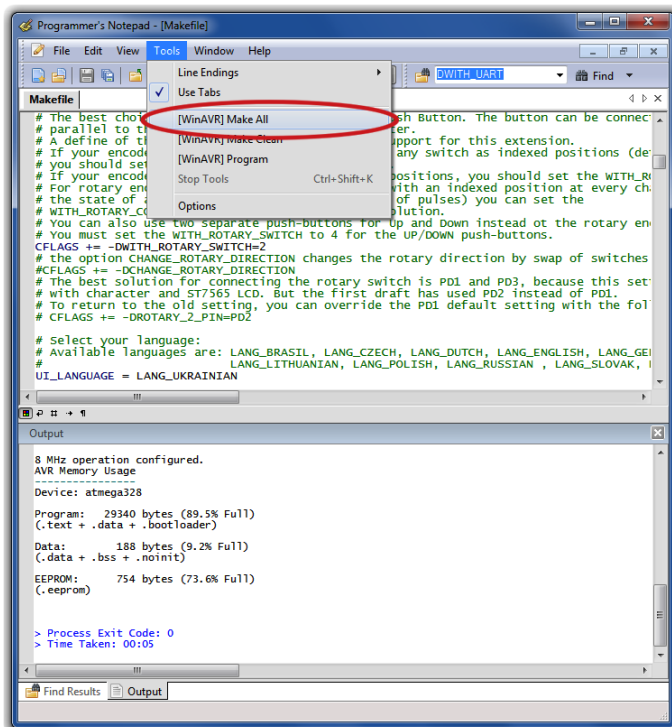 Programmer's Notepad - [Makefile]
File Edit View Tools Window Help
DWITH_UART Find
Makefile
Line Endings
Use Tabs
[WinAVR] Make All
[WinAVR] Make Clean
[WinAVR] Program
Stop Tools Ctrl+Shift+K
Options
# The best choi sh Button. The button can be connec
# parallel to th er.
# A define of th upport for this extension.
# If your encode any switch as indexed positions (de
# you should set
# If your encode positions, you should set the WITH_R
# For rotary enc with an indexed position at every cha
# the state of a of pulses) you can set the
# WITH_ROTARY_CO olution.
# You can also use two separate push-buttons for Up and Down instead ot the rotary en
# You must set the WITH_ROTARY_SWITCH to 4 for the UP/DOWN push-buttons.
CFLAGS += -DWITH_ROTARY_SWITCH=2
# the option CHANGE_ROTARY_DIRECTION changes the rotary direction by swap of switches
#CFLAGS += -DCHANGE_ROTARY_DIRECTION
# The best solution for connecting the rotary switch is PD1 and PD3, because this set
# with character and ST7565 LCD. But the first draft has used PD2 instead of PD1.
# To return to the old setting, you can override the PD1 default setting with the fol
# CFLAGS += -DROTARY_2_PIN=PD2
# Select your language:
# Available languages are: LANG_BRASIL, LANG_CZECH, LANG_DUTCH, LANG_ENGLISH, LANG_GE
# LANG_LITHUANIAN, LANG_POLISH, LANG_RUSSIAN , LANG_SLOVAK,
UI_LANGUAGE = LANG_UKRAINIAN
Output
8 MHz operation configured.
AVR Memory Usage
----------------
Device: atmega328
Program: 29340 bytes (89.5% Full)
(.text + .data + .bootloader)
Data: 188 bytes (9.2% Full)
(.data + .bss + .noinit)
EEPROM: 754 bytes (73.6% Full)
(.eeprom)
> Process Exit Code: 0
> Time Taken: 00:05
Find Results Output